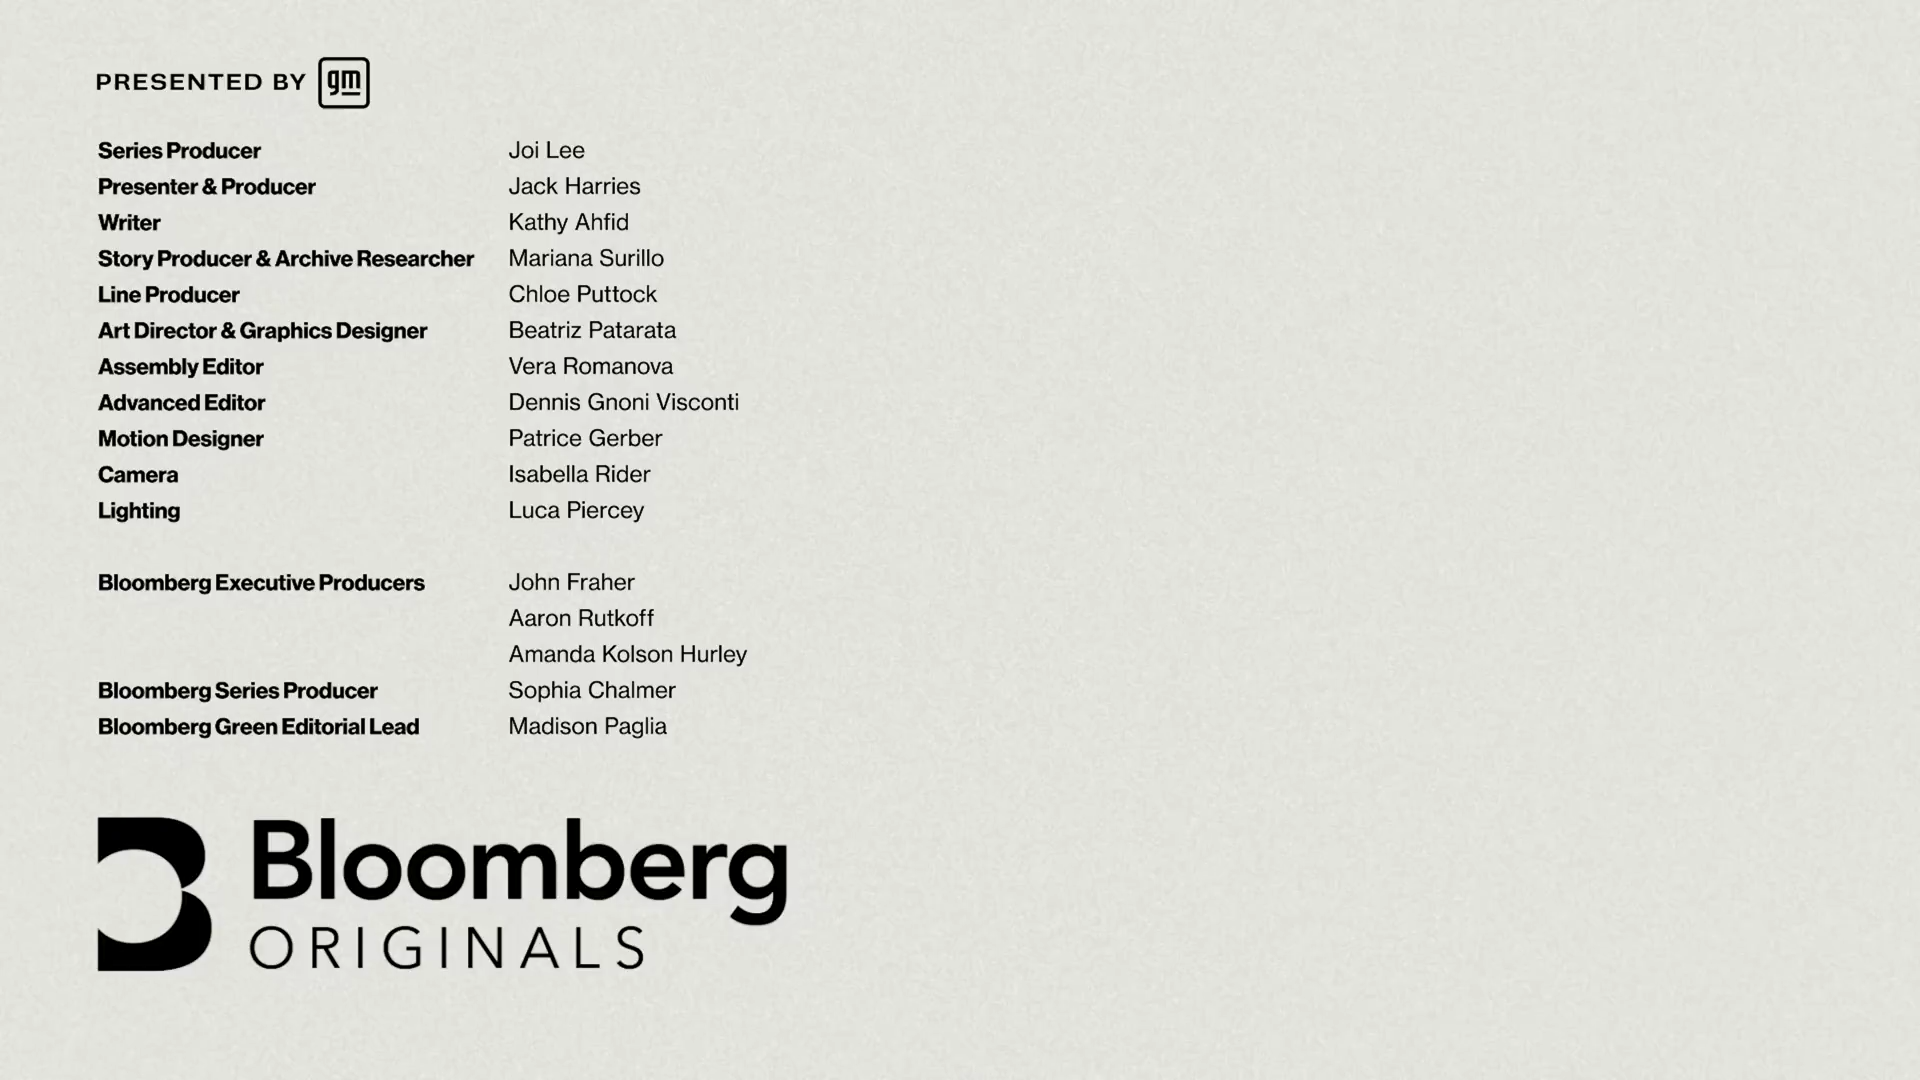 PRESENTED BY gm
Series Producer Joi Lee
Presenter & Producer Jack Harries
Writer Kathy Ahfid
Story Producer & Archive Researcher Mariana Surillo
Line Producer Chloe Puttock
Art Director & Graphics Designer Beatriz Patarata
Assembly Editor Vera Romanova
Advanced Editor Dennis Gnoni Visconti
Motion Designer Patrice Gerber
Camera Isabella Rider
Lighting Luca Piercey
Bloomberg Executive Producers John Fraher
Aaron Rutkoff
Amanda Kolson Hurley
Bloomberg Series Producer Sophia Chalmer
Bloomberg Green Editorial Lead Madison Paglia
Bloomberg
ORIGINALS